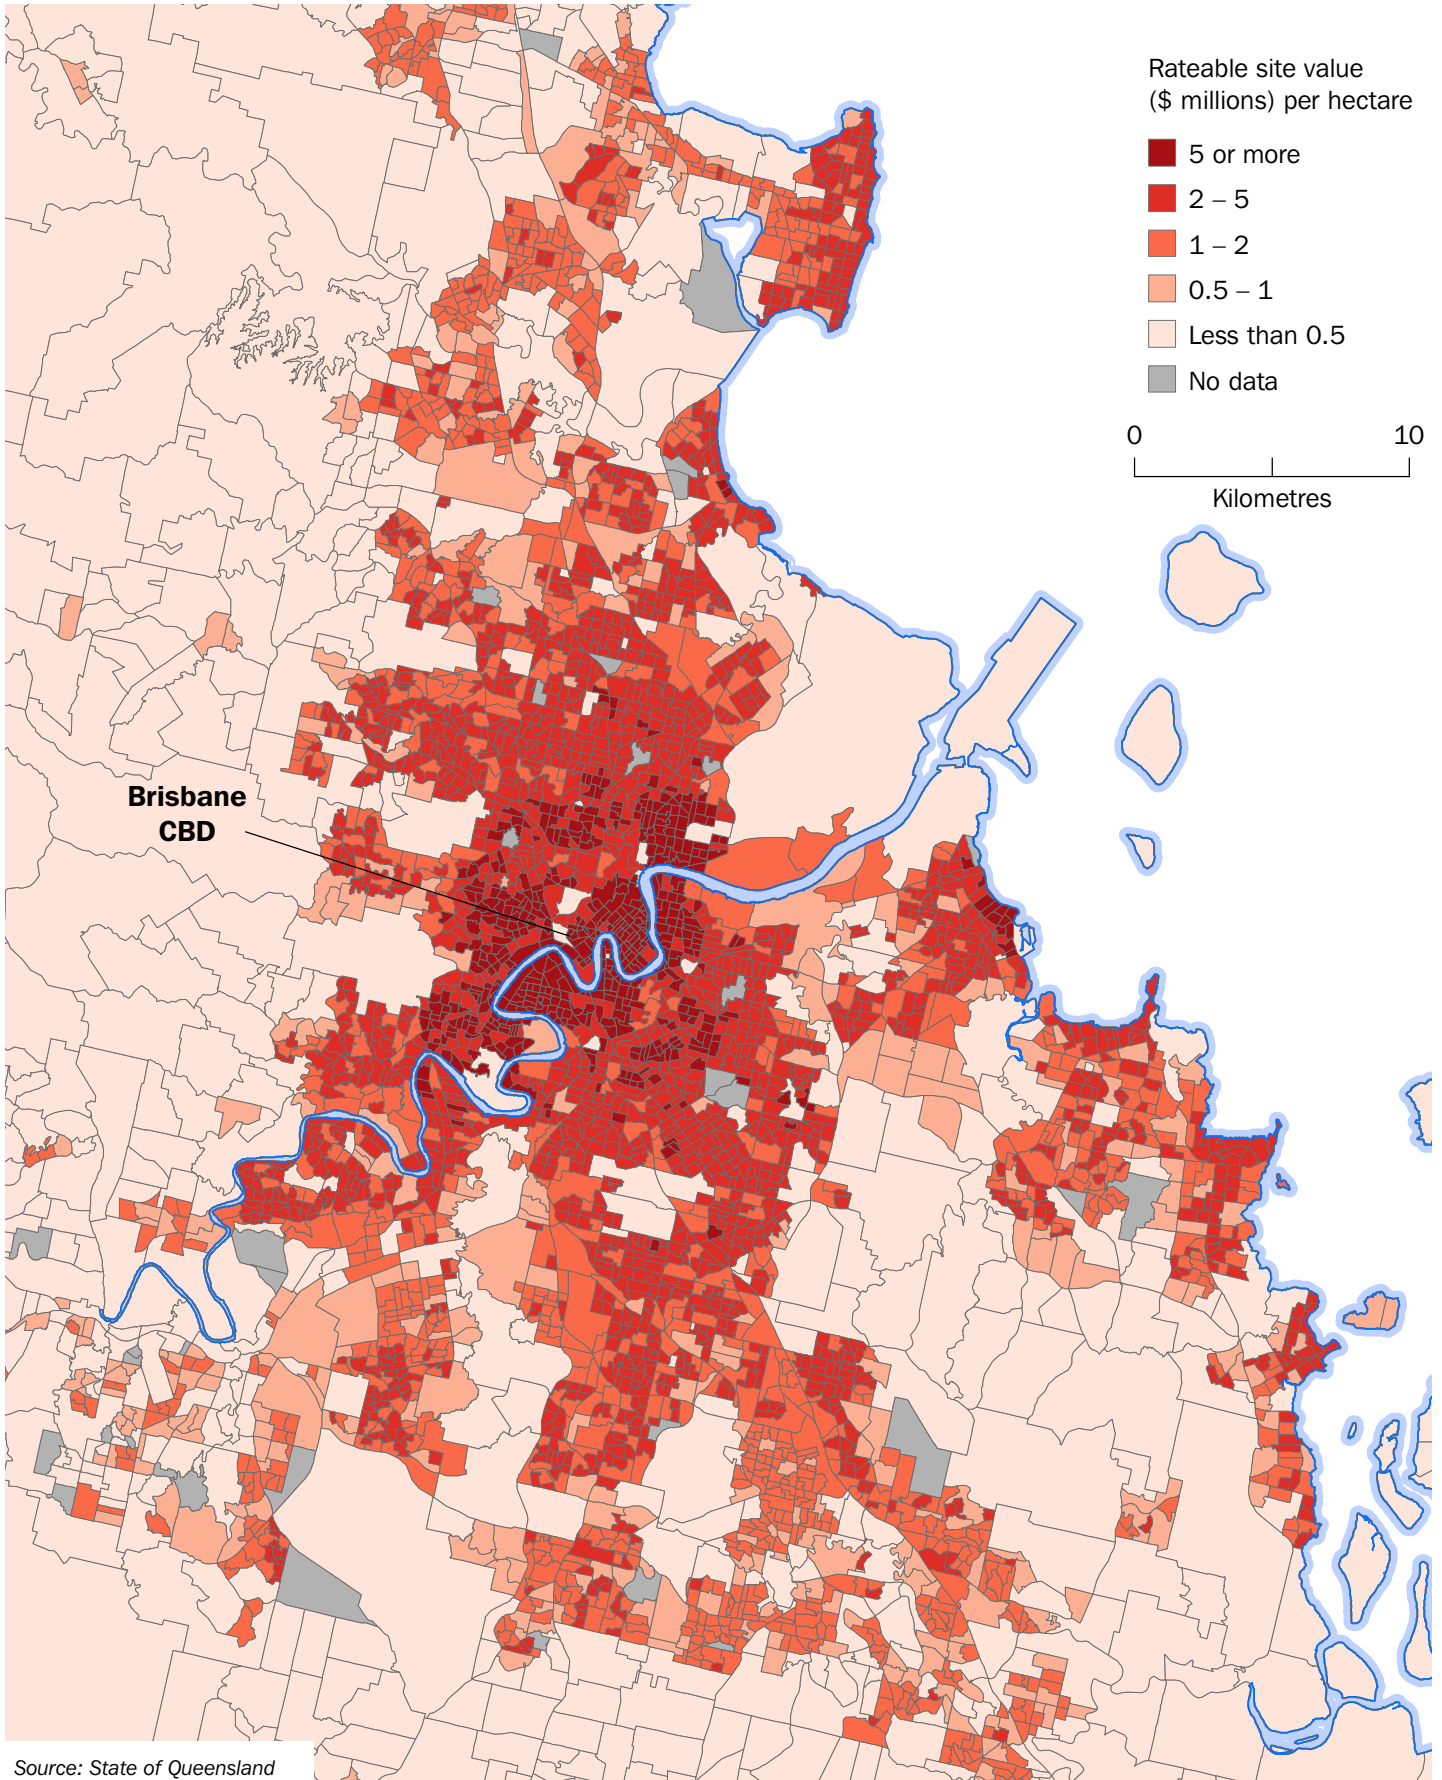 Rateable site value
($ millions) per hectare
5 or more
2 – 5
1 – 2
0.5 – 1
Less than 0.5
No data
0 10
Kilometres
Brisbane
CBD
Source: State of Queensland